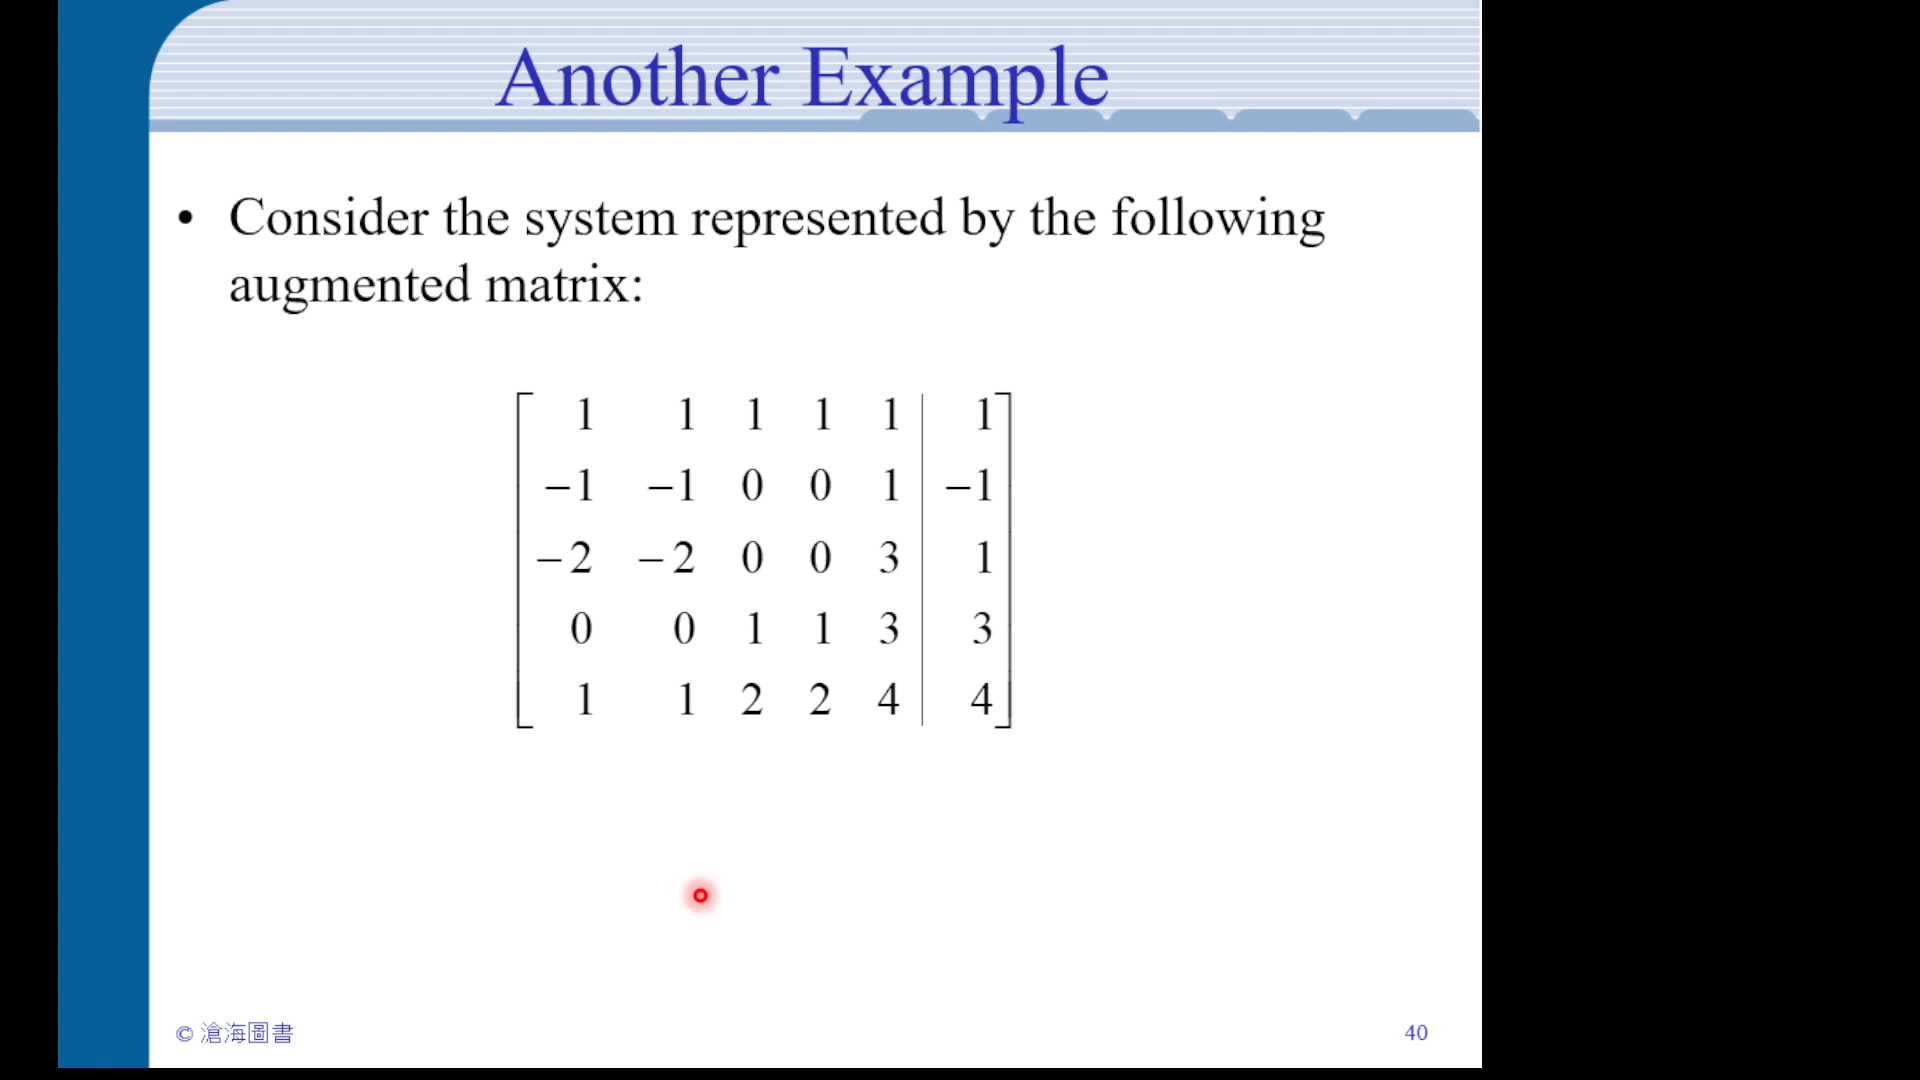 Another Example
• Consider the system represented by the following
augmented matrix:
1 1 1 1 1 | 1
−1 −1 0 0 1 | −1
−2 −2 0 0 3 | 1
0 0 1 1 3 | 3
1 1 2 2 4 | 4
© 滄海圖書
40